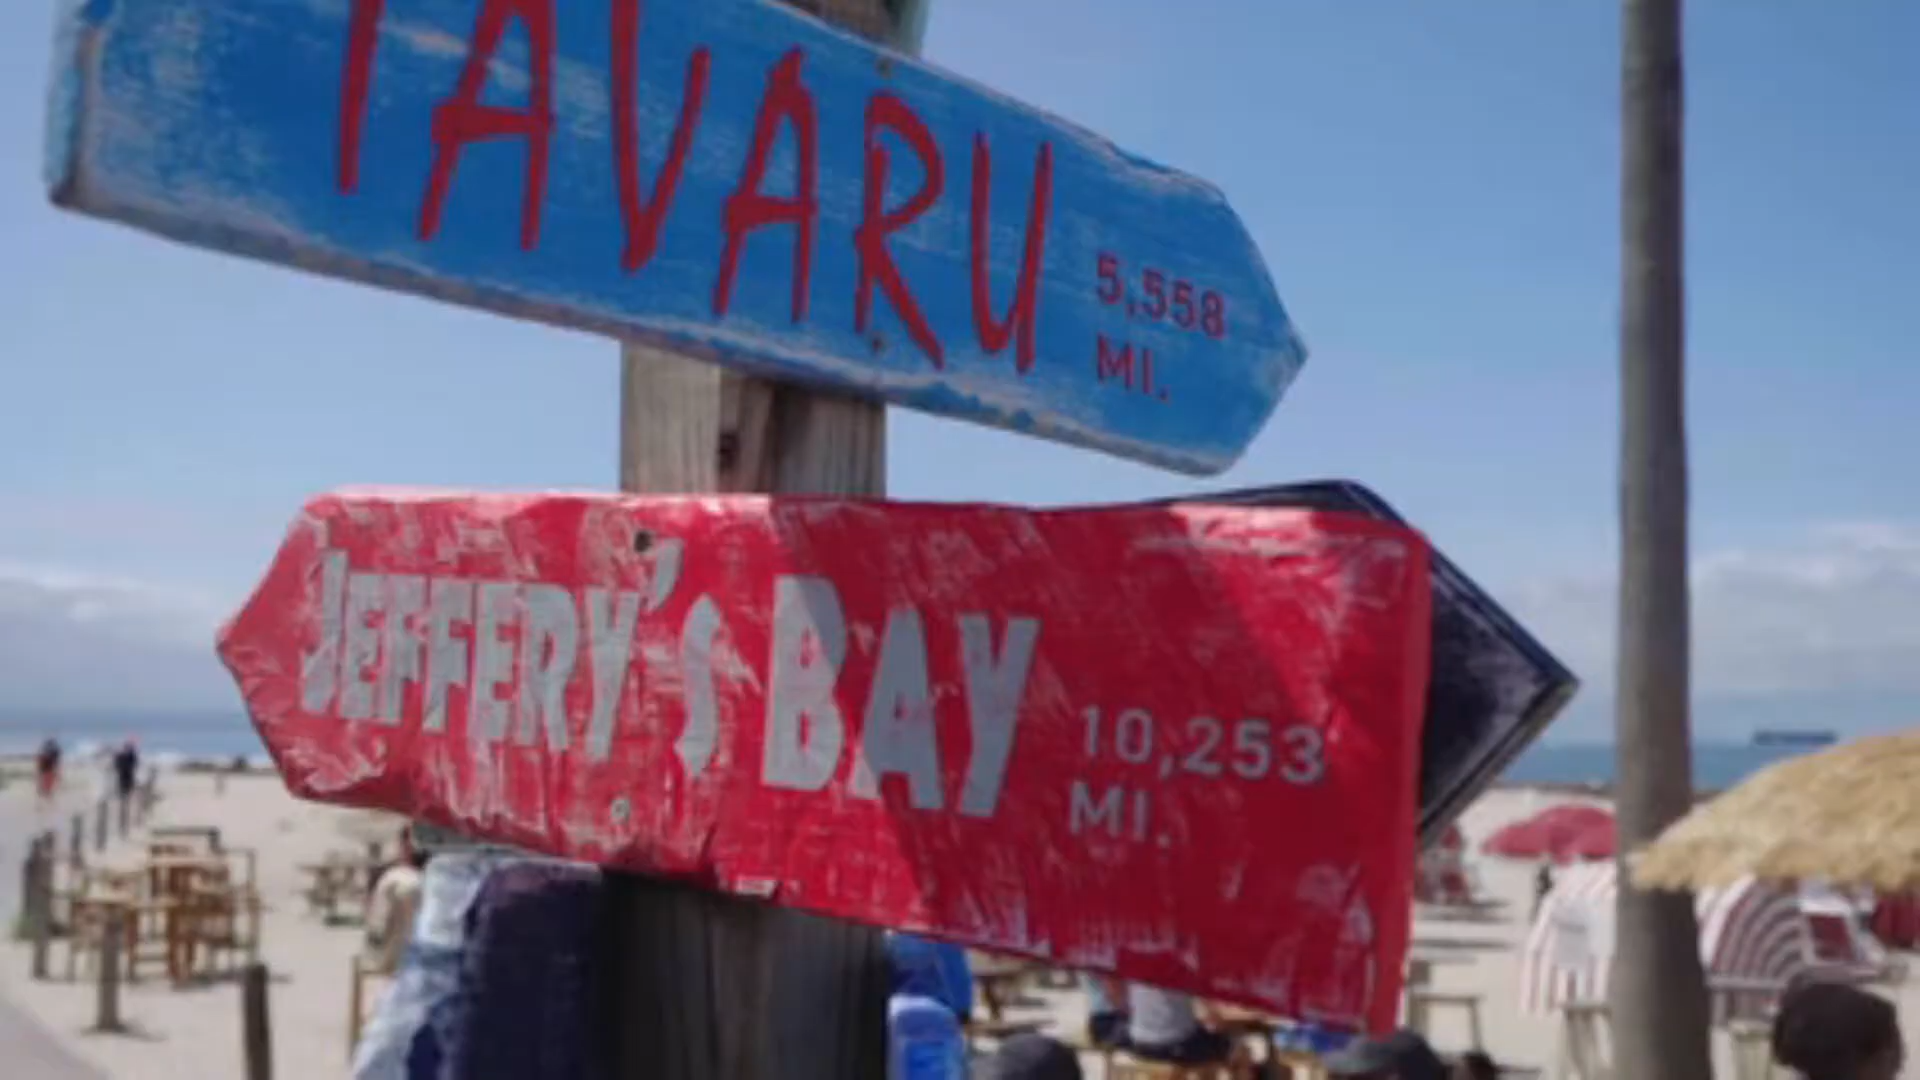 TAVARU
5,558
MI.
JEFFERY'S BAY
10,253
MI.